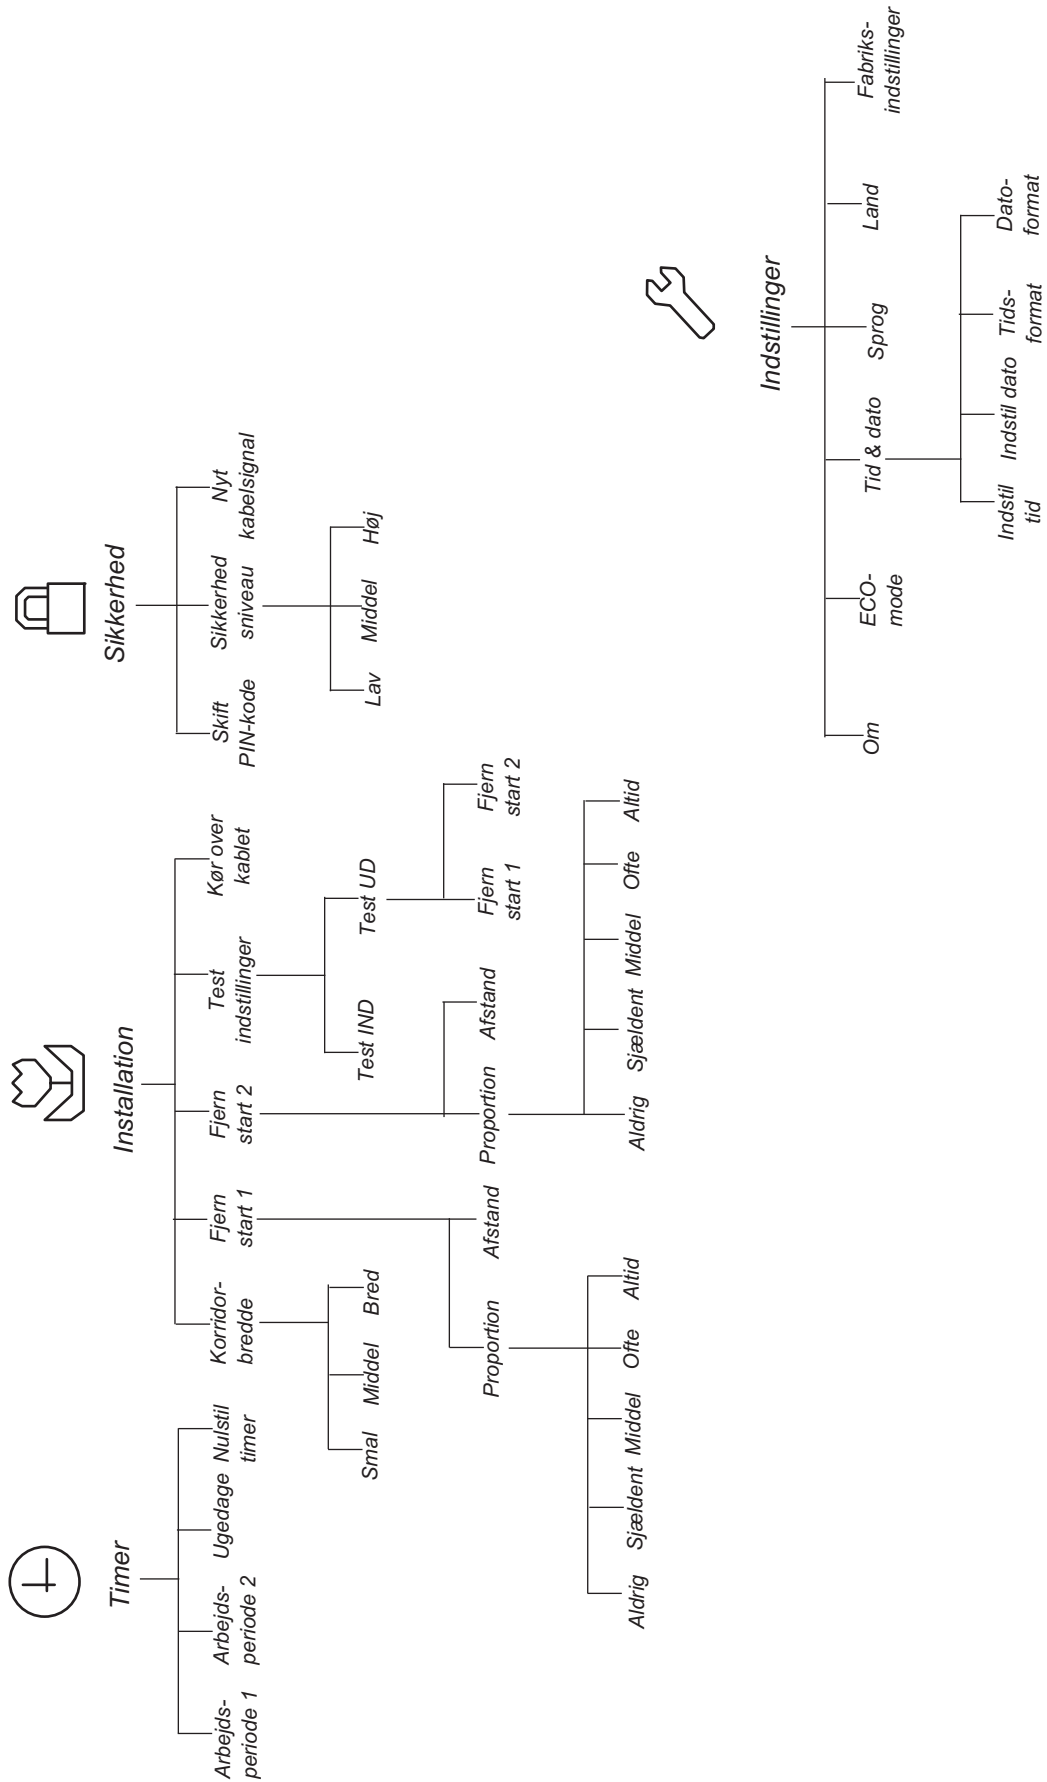 Timer
Arbejds-
periode 1
Arbejds-
periode 2
Ugedage
Nulstil
timer
Installation
Korridor-
bredde
Fjern
start 1
Fjern
start 2
Test
indstillinger
Kør over
kablet
Smal
Middel
Bred
Test IND
Test UD
Proportion
Afstand
Proportion
Afstand
Fjern
start 1
Fjern
start 2
Aldrig
Sjældent
Middel
Ofte
Altid
Aldrig
Sjældent
Middel
Ofte
Altid
Sikkerhed
Skift
PIN-kode
Sikkerhed
sniveau
Nyt
kabelsignal
Lav
Middel
Høj
Indstillinger
Om
ECO-
mode
Tid & dato
Sprog
Land
Fabriks-
indstillinger
Indstil
tid
Indstil dato
Tids-
format
Dato-
format